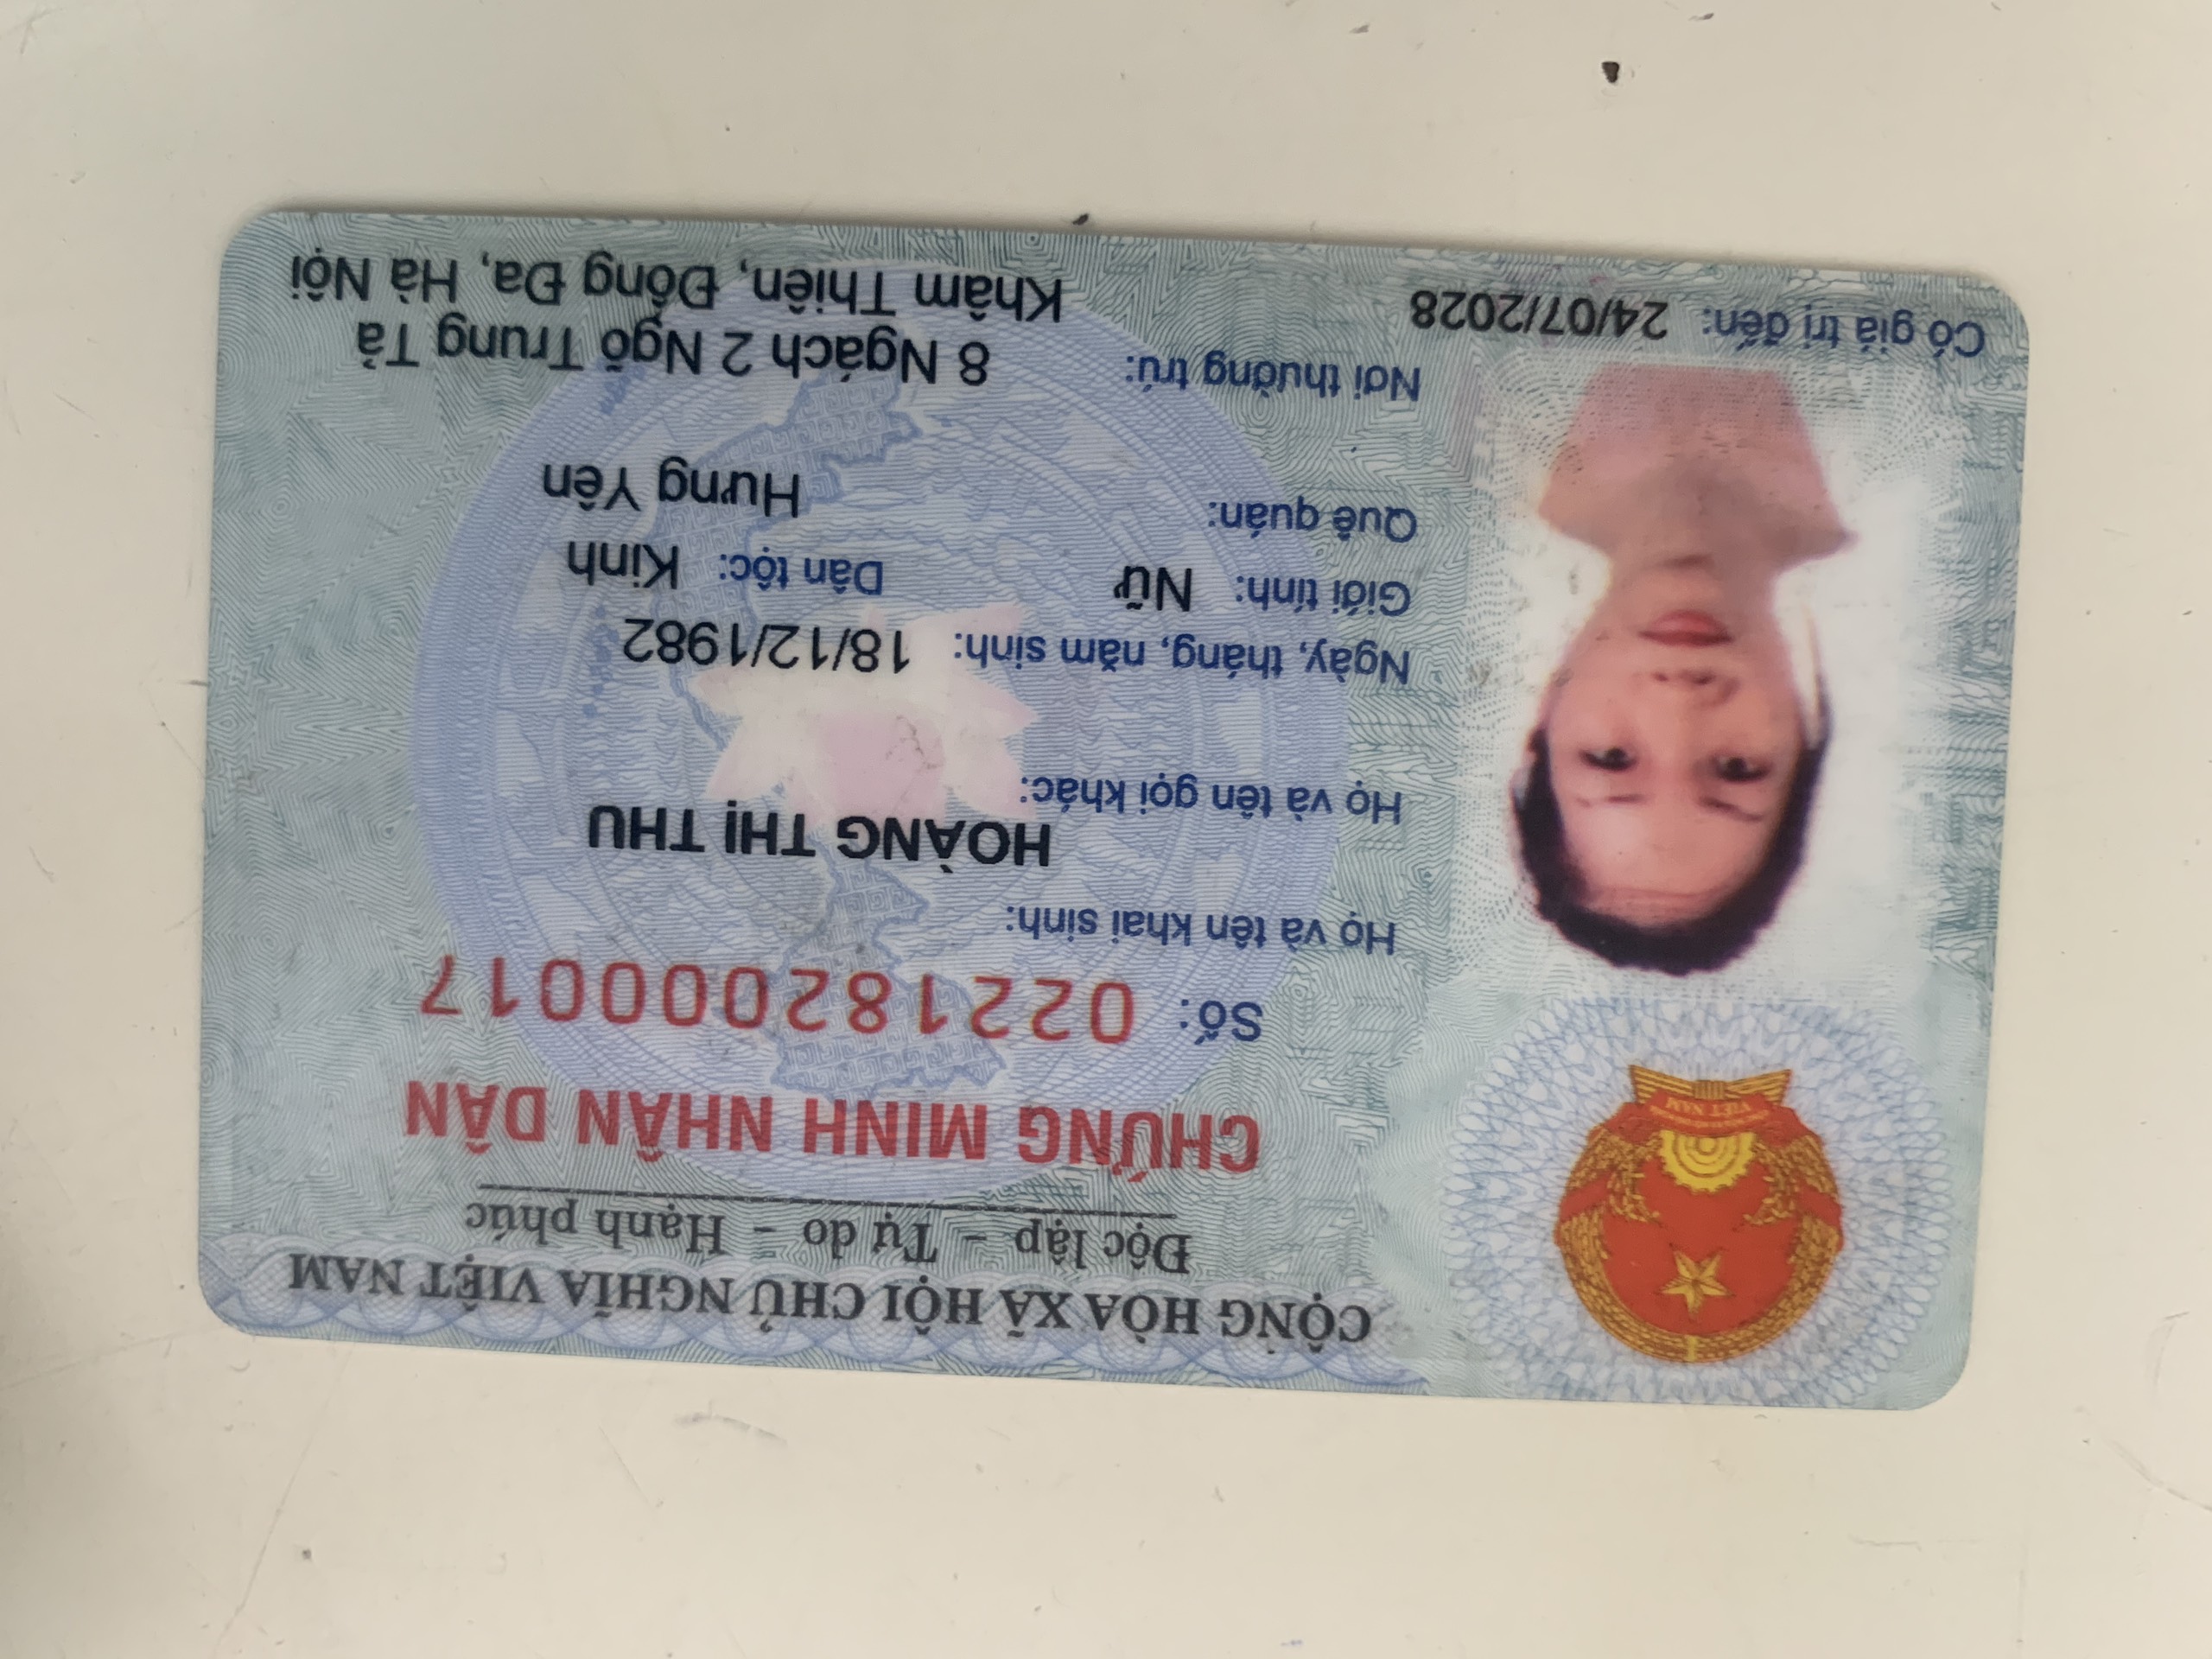 CỘNG HÒA XÃ HỘI CHỦ NGHĨA VIỆT NAM
Độc lập - Tự do - Hạnh phúc
CHỨNG MINH NHÂN DÂN
Số: 022182000017
Họ và tên khai sinh:
HOÀNG THỊ THU
Họ và tên gọi khác:
Ngày, tháng, năm sinh: 18/12/1982
Giới tính: Nữ Dân tộc: Kinh
Quê quán: Hưng Yên
Nơi thường trú: 8 Ngách 2 Ngõ Trung Tả
Khâm Thiên, Đống Đa, Hà Nội
Có giá trị đến: 24/07/2028
VIỆT NAM